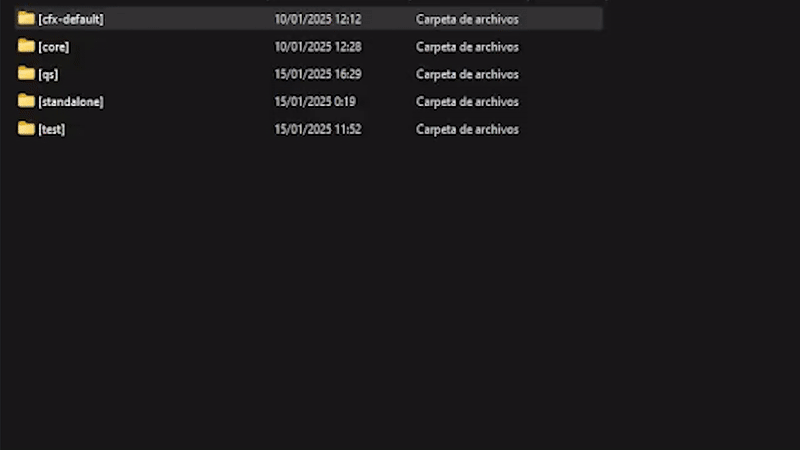 [cfx-default] 10/01/2025 12:12 Carpeta de archivos
[core] 10/01/2025 12:28 Carpeta de archivos
[qs] 15/01/2025 16:29 Carpeta de archivos
[standalone] 15/01/2025 0:19 Carpeta de archivos
[test] 15/01/2025 11:52 Carpeta de archivos